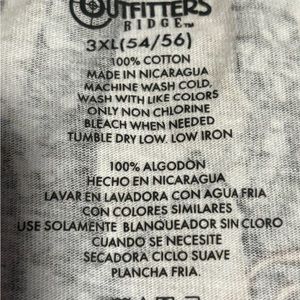 OUTFITTERS
RIDGE™
3XL(54/56)
100% COTTON
MADE IN NICARAGUA
MACHINE WASH COLD,
WASH WITH LIKE COLORS
ONLY NON CHLORINE
BLEACH WHEN NEEDED
TUMBLE DRY LOW. LOW IRON
100% ALGODON
HECHO EN NICARAGUA
LAVAR EN LAVADORA CON AGUA FRIA
CON COLORES SIMILARES
USE SOLAMENTE BLANQUEADOR SIN CLORO
CUANDO SE NECESITE
SECADORA CICLO SUAVE
PLANCHA FRIA.